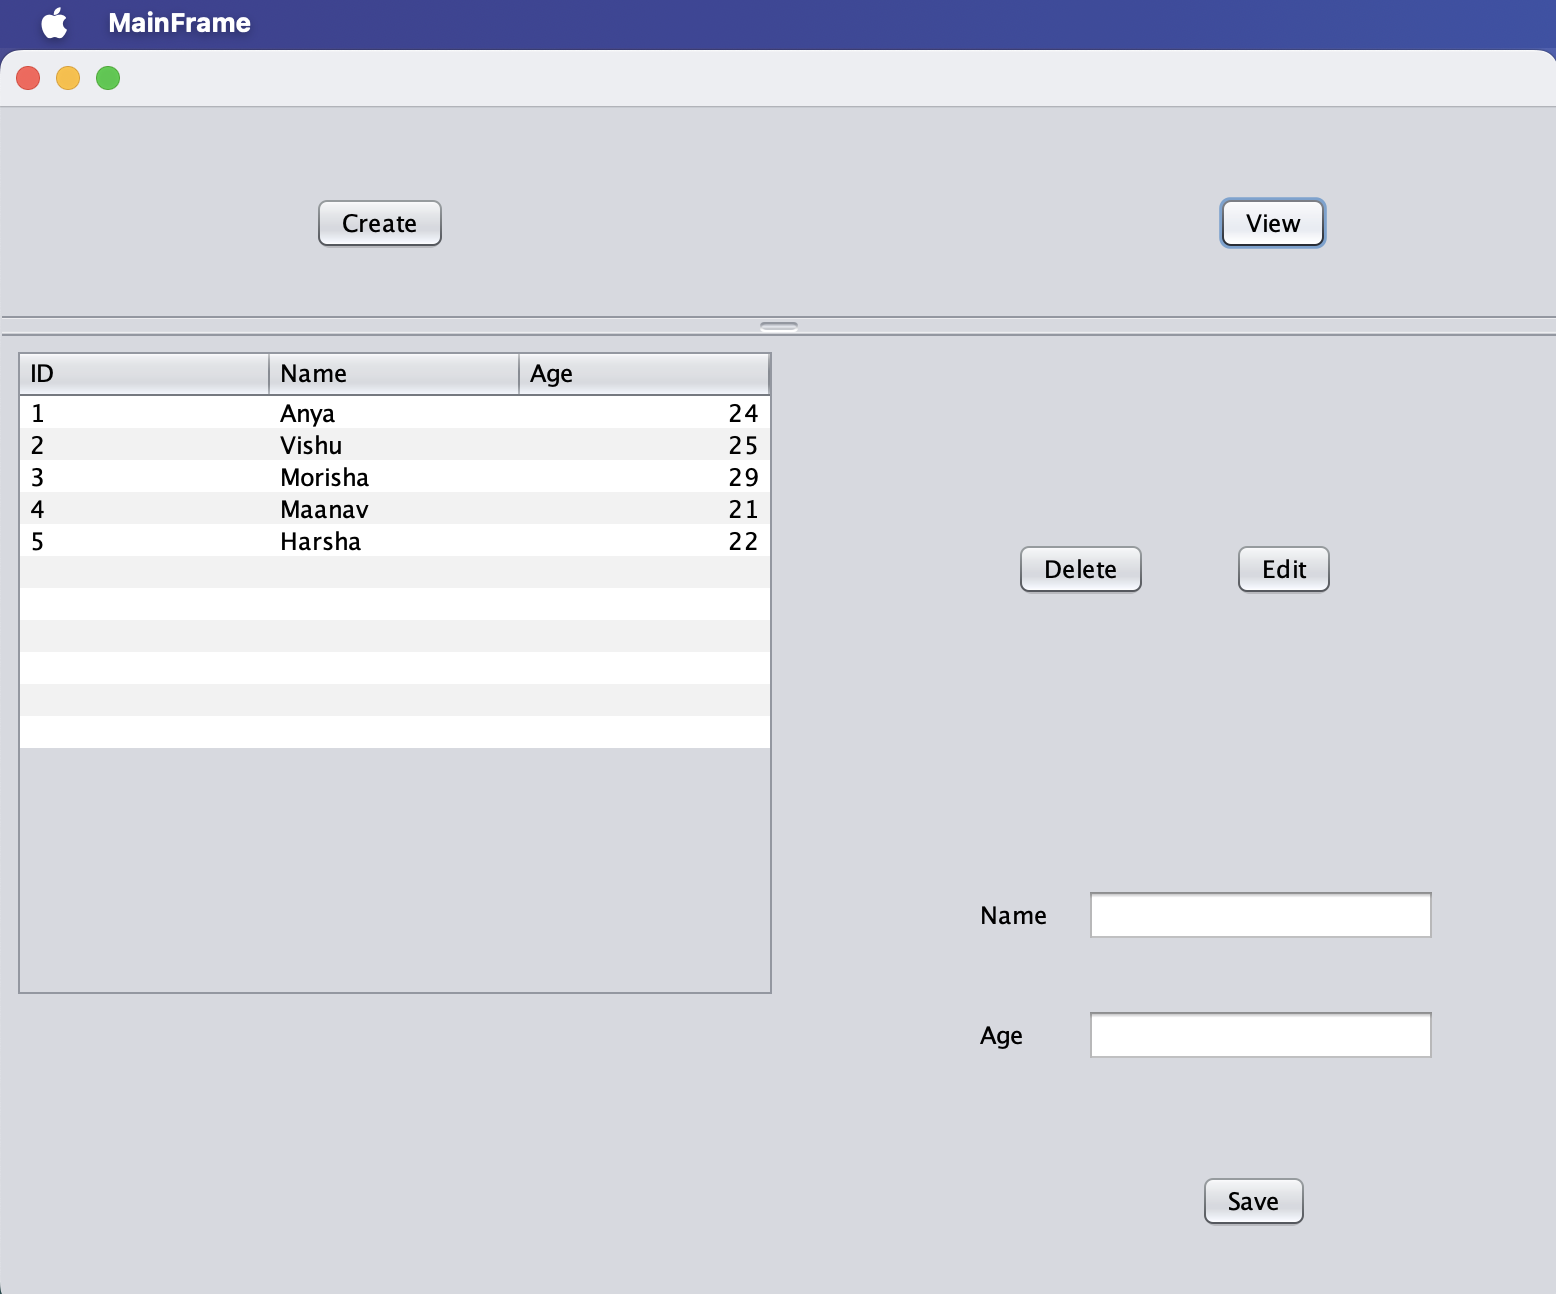 MainFrame
Create View
ID Name Age
1 Anya 24
2 Vishu 25
3 Morisha 29
4 Maanav 21
5 Harsha 22
Delete Edit
Name
Age
Save